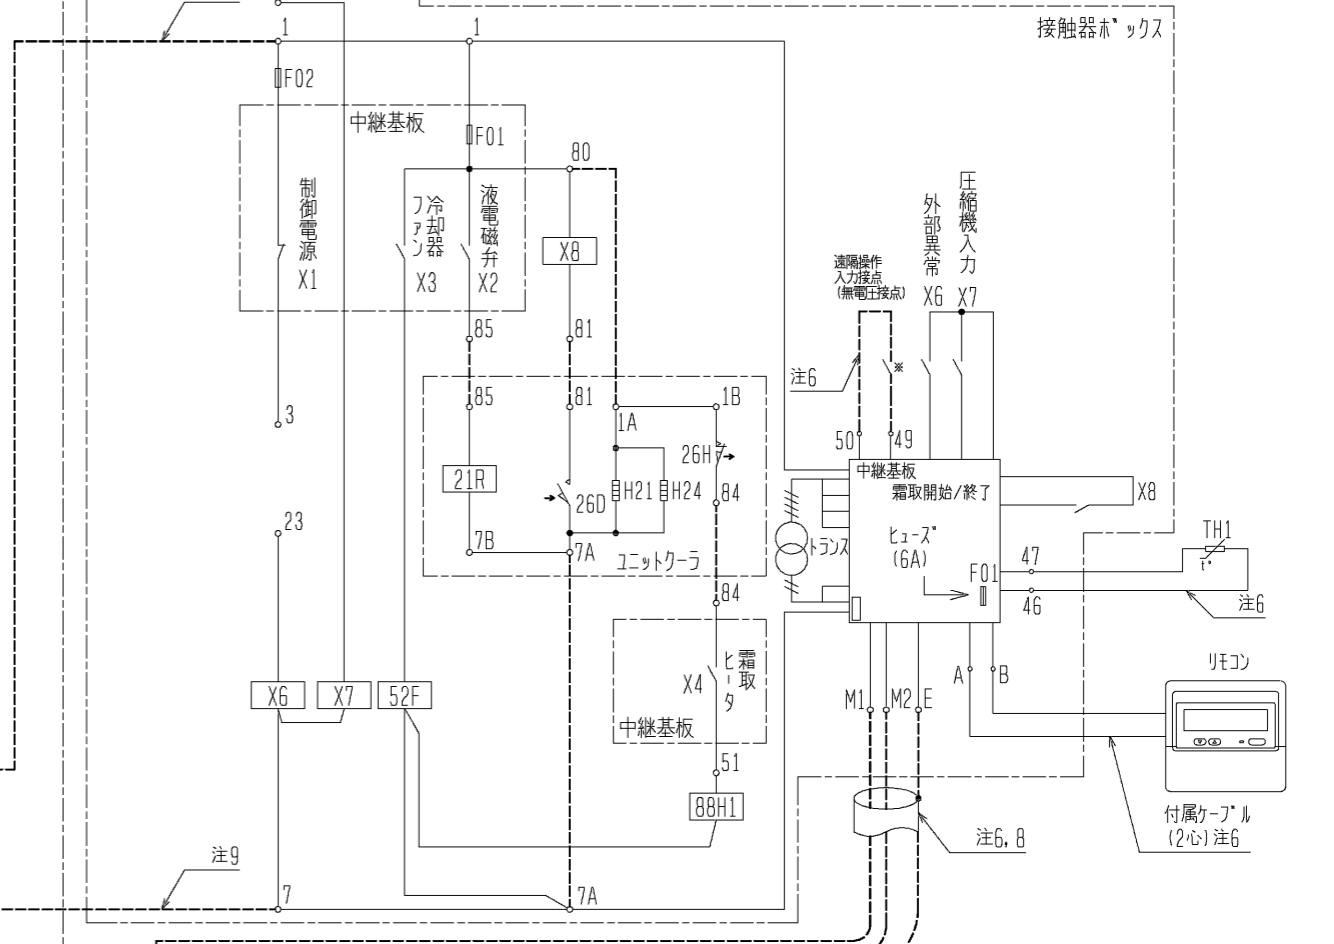 接触器ボックス
1
1
F02
中継基板
F01
80
制御電源
X1
冷却器
ファン
X3
液電磁弁
X2
X8
外部異常
X6
圧縮機入力
X7
遠隔操作
入力接点
(無電圧接点)
※
注6
85
81
85
81
1A
1B
3
50
49
26H
21R
26D
H21
H24
84
中継基板
霜取開始/終了
X8
トランス
ヒューズ
(6A)
F01
TH1
t°
47
46
注6
23
7B
7A
ユニットクーラ
84
X4
霜取
ヒータ
中継基板
A
B
リモコン
X6
X7
52F
M1
M2
E
51
88H1
付属ケーブル
(2心)注6
注6,8
注9
7
7A